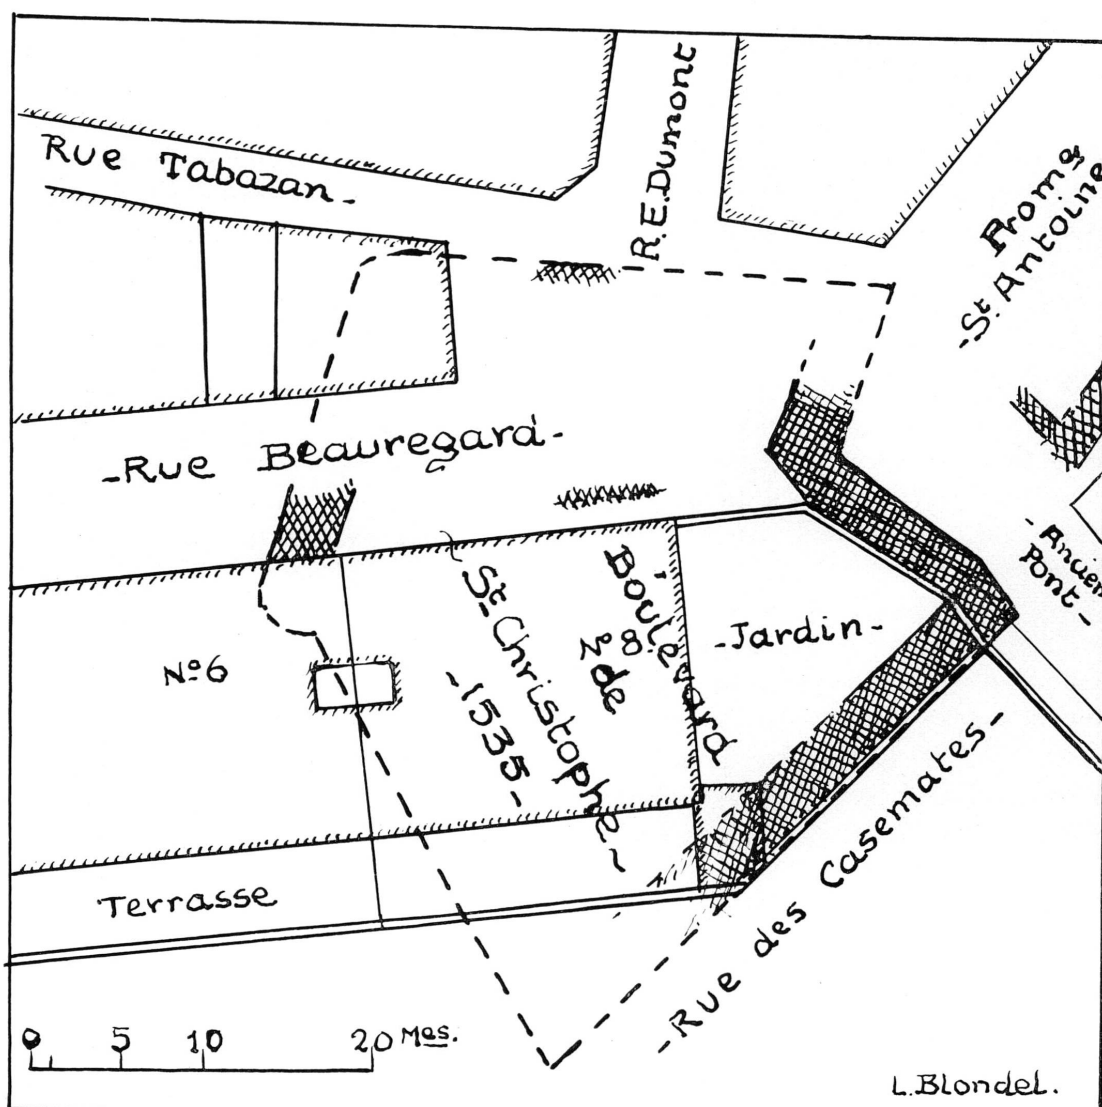 Rue Tabazan.-
R.E.Dumont
Prom.
-St. Antoine
-Rue Beauregard-
Ancien
Pont-
Boulevard
de
St. Christophe~
-1535-
No 6
No 8.
-Jardin-
Terrasse
-Rue des Casemates-
0 5 10 20 Mes.
L.Blondel.